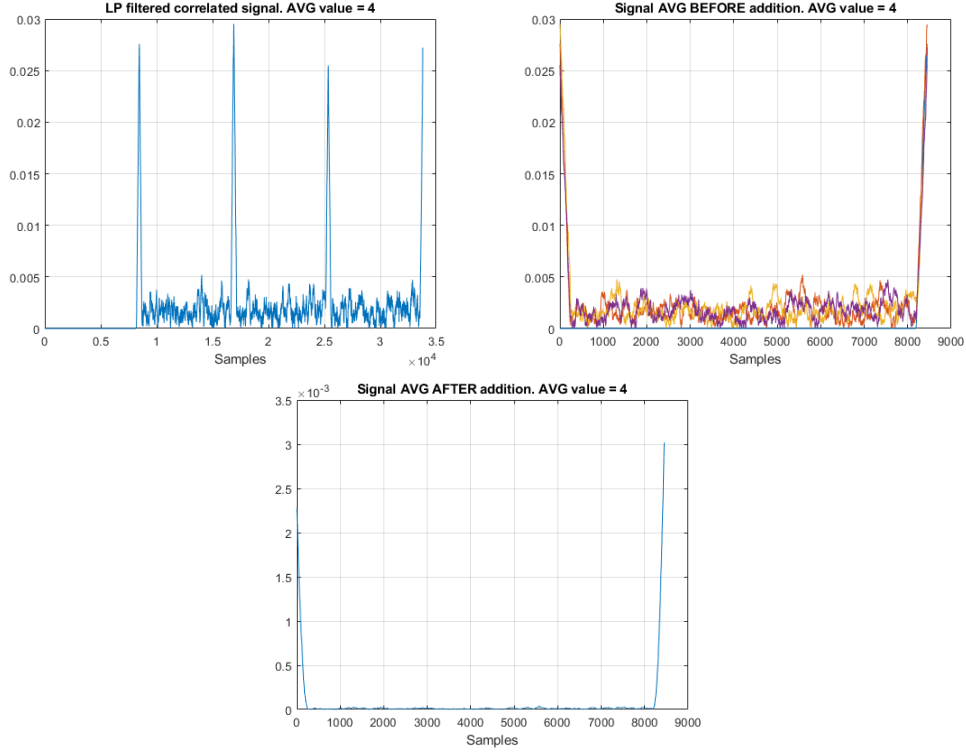 LP filtered correlated signal. AVG value = 4
0.03
0.025
0.02
0.015
0.01
0.005
0
0 0.5 1 1.5 2 2.5 3 3.5
Samples
×10⁴
Signal AVG BEFORE addition. AVG value = 4
0.03
0.025
0.02
0.015
0.01
0.005
0
0 1000 2000 3000 4000 5000 6000 7000 8000 9000
Samples
Signal AVG AFTER addition. AVG value = 4
×10⁻³
3.5
3
2.5
2
1.5
1
0.5
0
0 1000 2000 3000 4000 5000 6000 7000 8000 9000
Samples